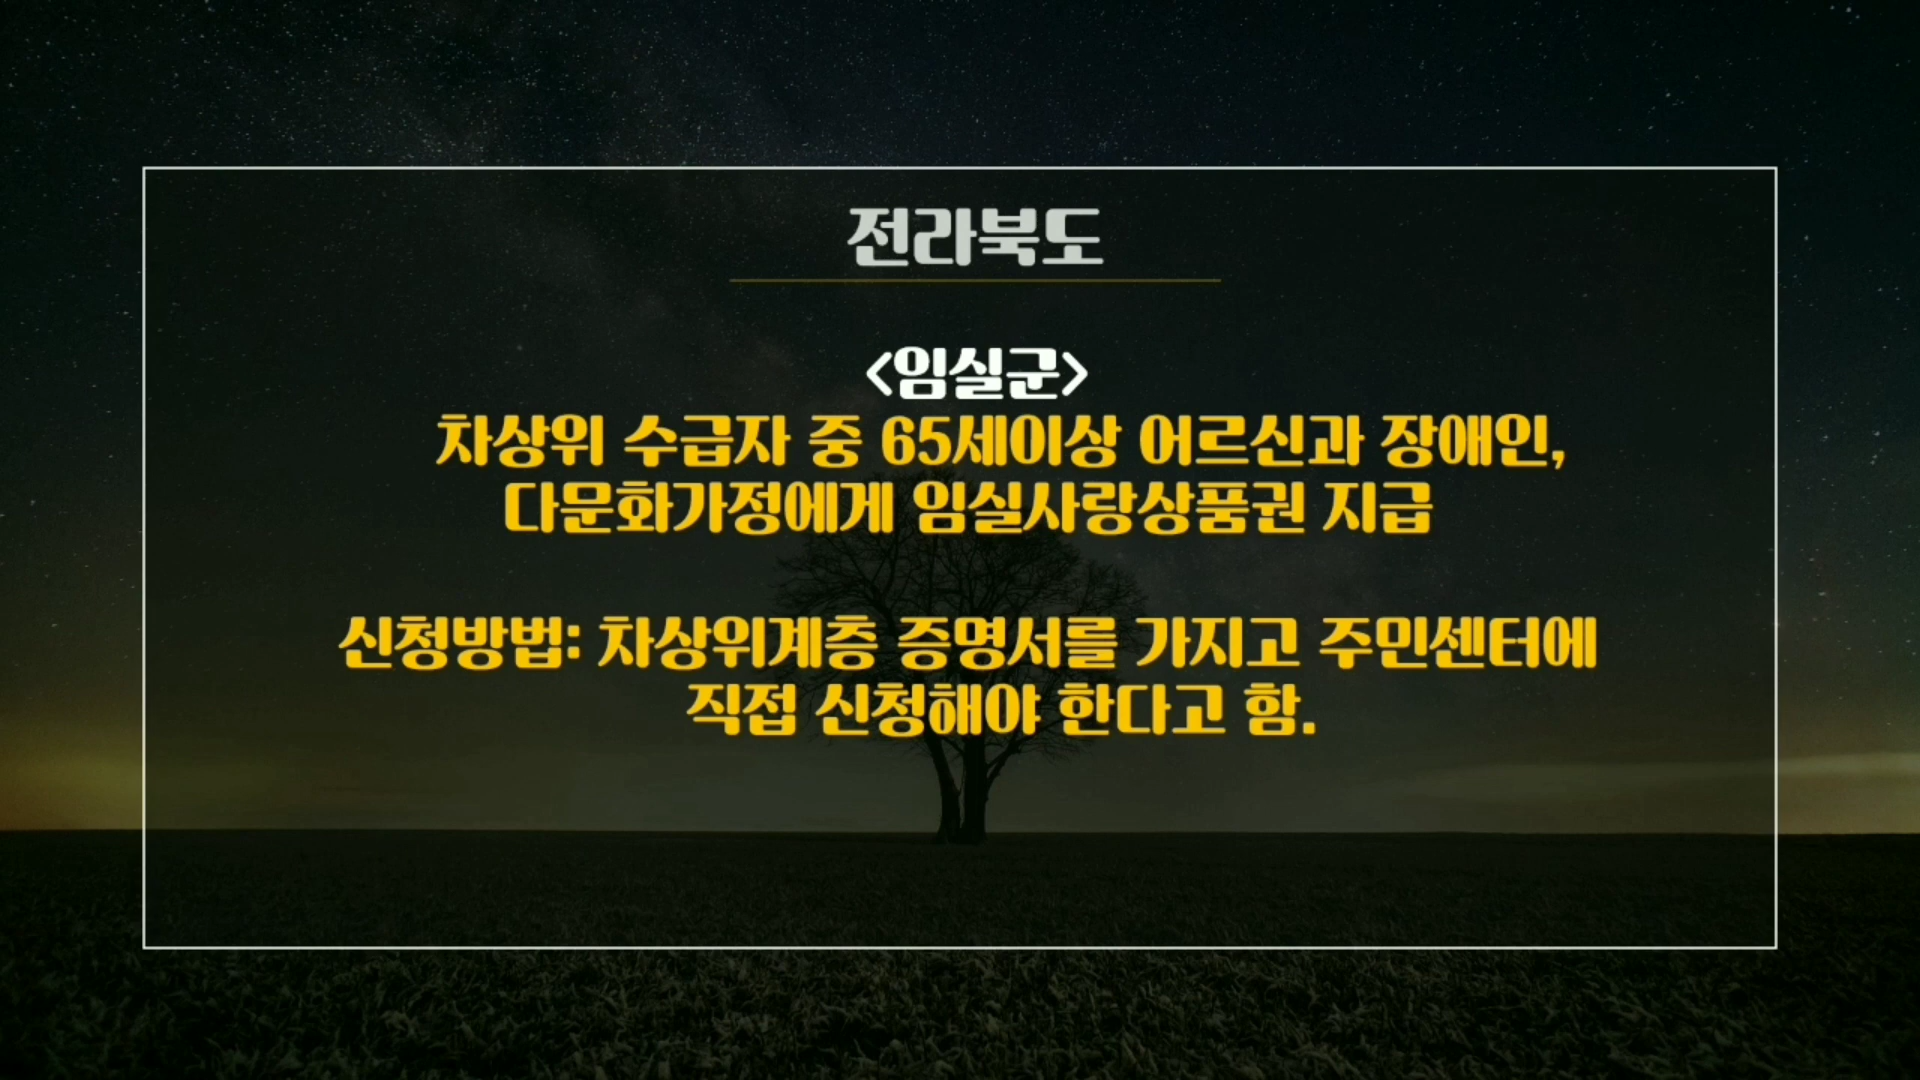 전라북도
<임실군>
차상위 수급자 중 65세이상 어르신과 장애인,
다문화가정에게 임실사랑상품권 지급
신청방법: 차상위계층 증명서를 가지고 주민센터에
직접 신청해야 한다고 함.